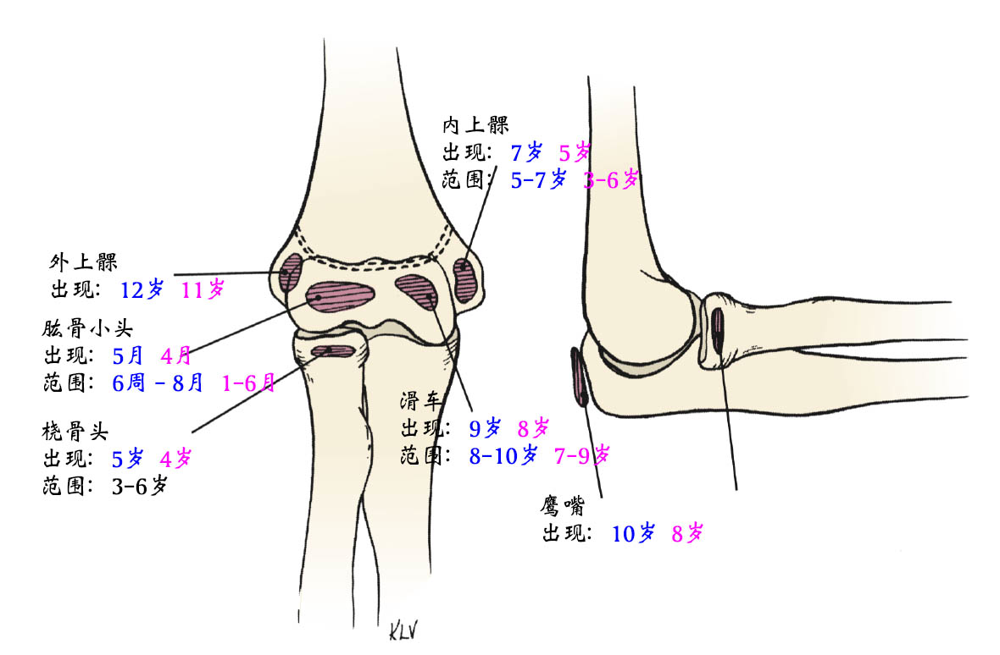 内上髁
出现： 7岁 5岁
范围： 5-7岁 3-6岁
外上髁
出现： 12岁 11岁
肱骨小头
出现： 5月 4月
范围： 6周 - 8月 1-6月
桡骨头
出现： 5岁 4岁
范围： 3-6岁
滑车
出现： 9岁 8岁
范围： 8-10岁 7-9岁
鹰嘴
出现： 10岁 8岁
KLV